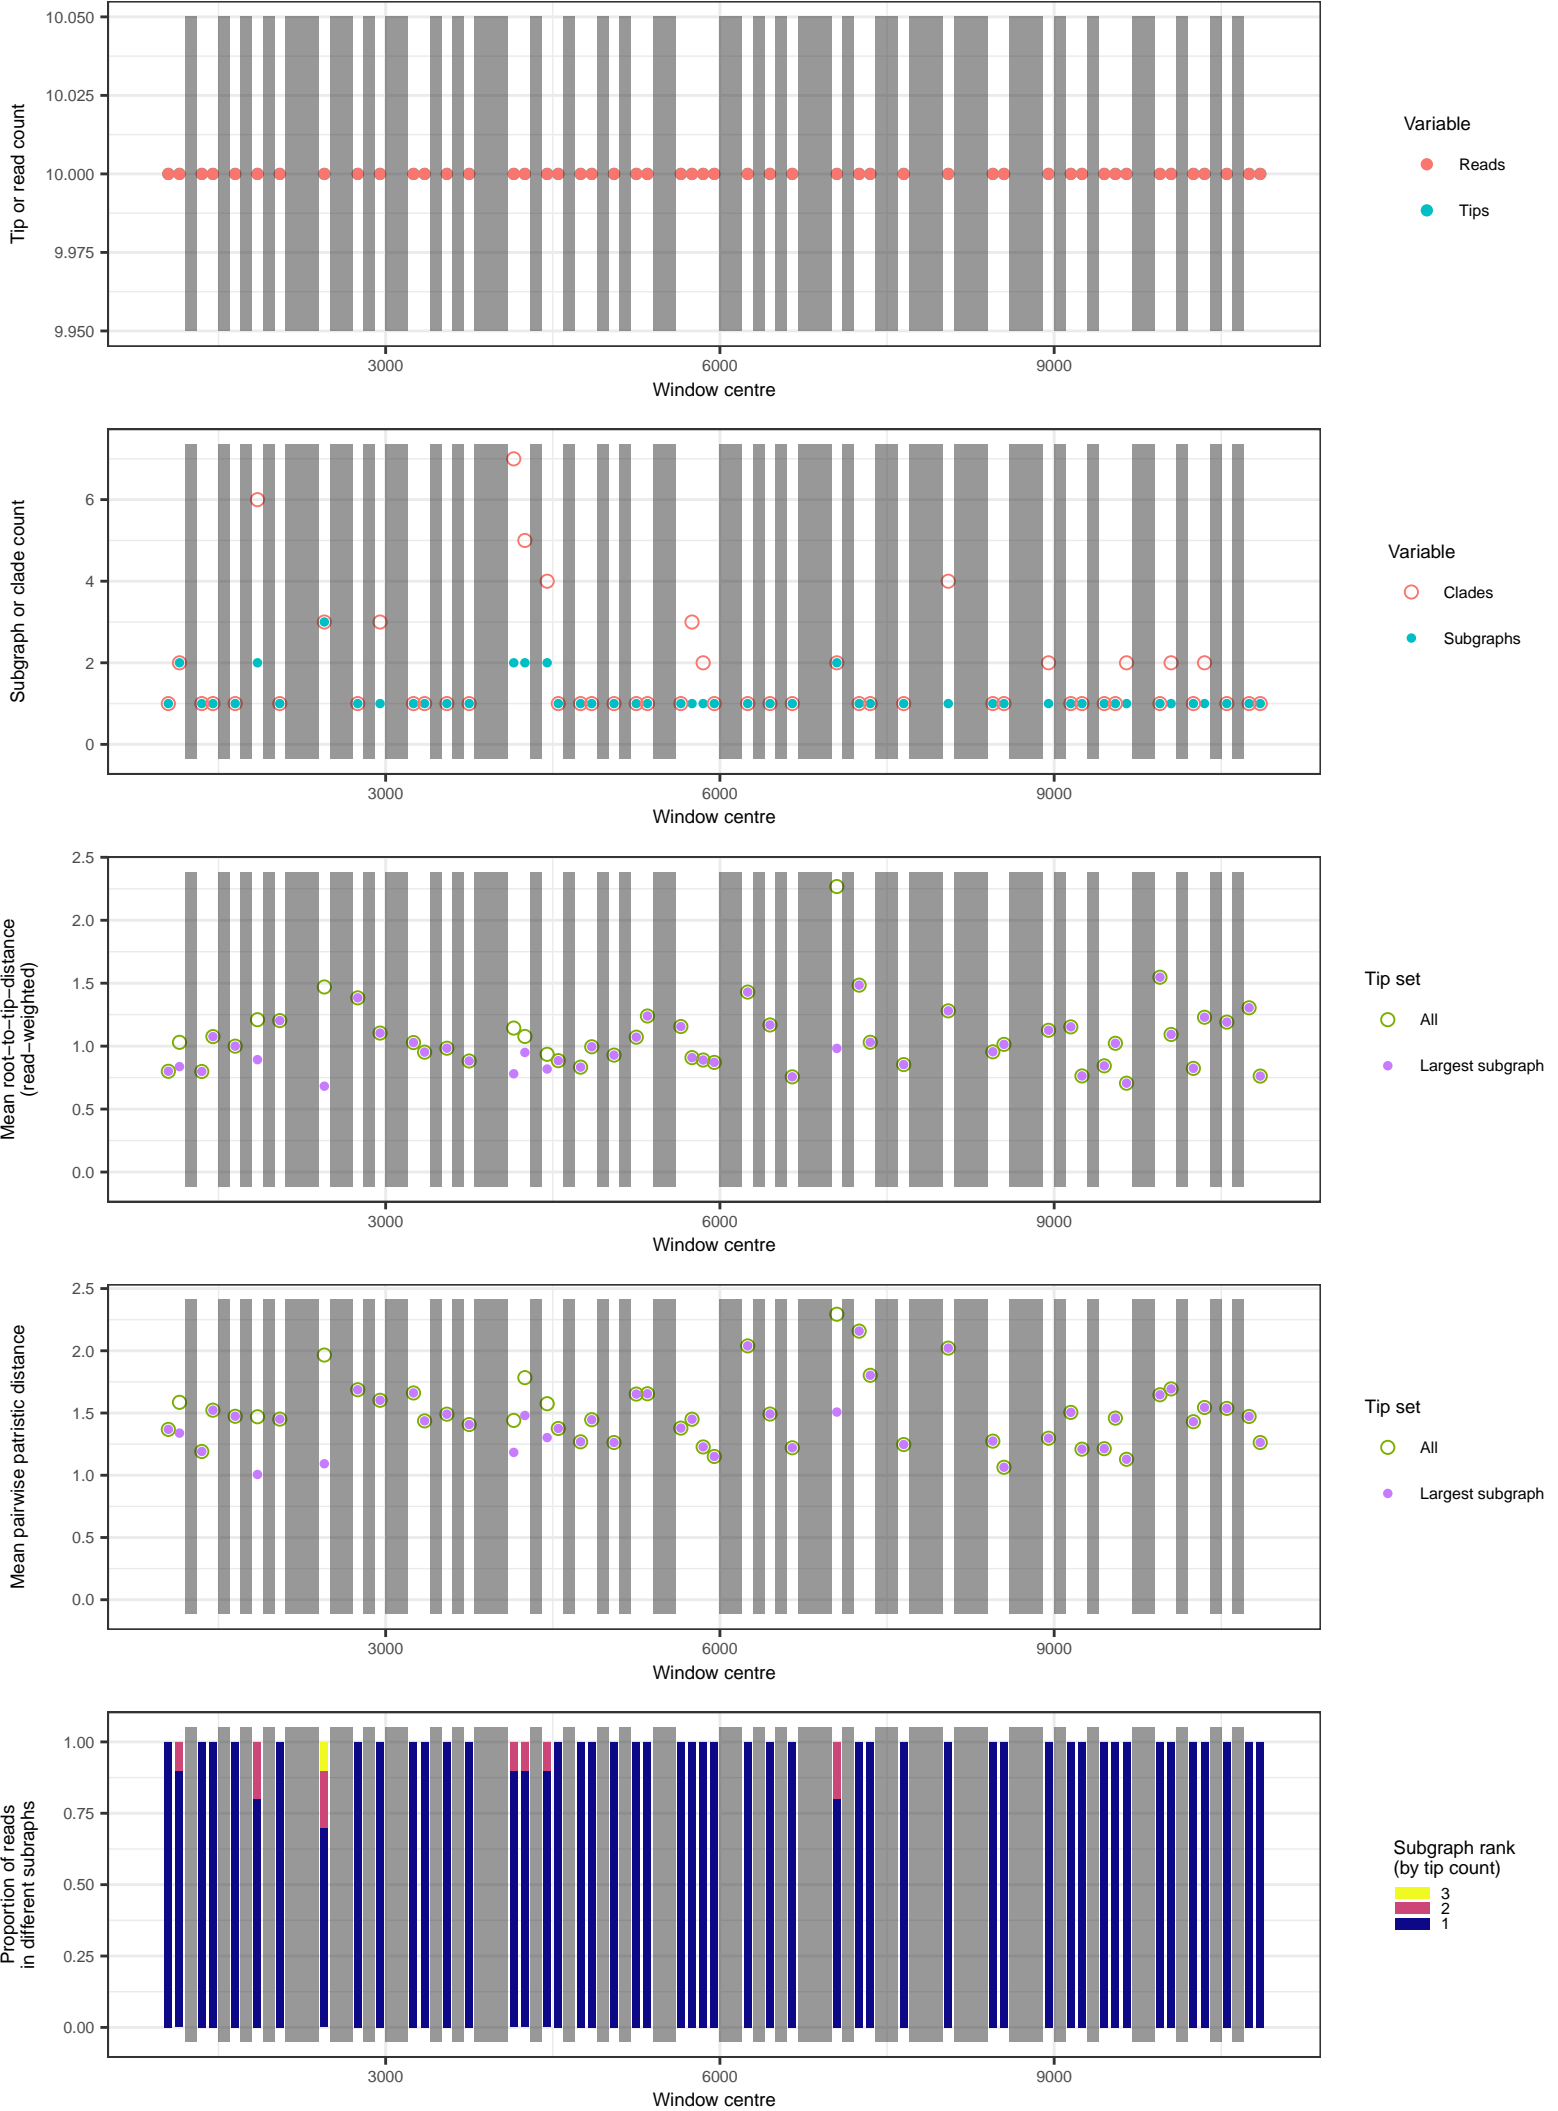 10.050
10.025
10.000
9.975
9.950
Tip or read count
3000 6000 9000
Window centre
Variable
Reads
Tips
6
4
2
0
Subgraph or clade count
3000 6000 9000
Window centre
Variable
Clades
Subgraphs
2.5
2.0
1.5
1.0
0.5
0.0
Mean root−to−tip−distance
(read−weighted)
3000 6000 9000
Window centre
Tip set
All
Largest subgraph
2.5
2.0
1.5
1.0
0.5
0.0
Mean pairwise patristic distance
3000 6000 9000
Window centre
Tip set
All
Largest subgraph
1.00
0.75
0.50
0.25
0.00
Proportion of reads
in different subraphs
3000 6000 9000
Window centre
Subgraph rank
(by tip count)
3
2
1